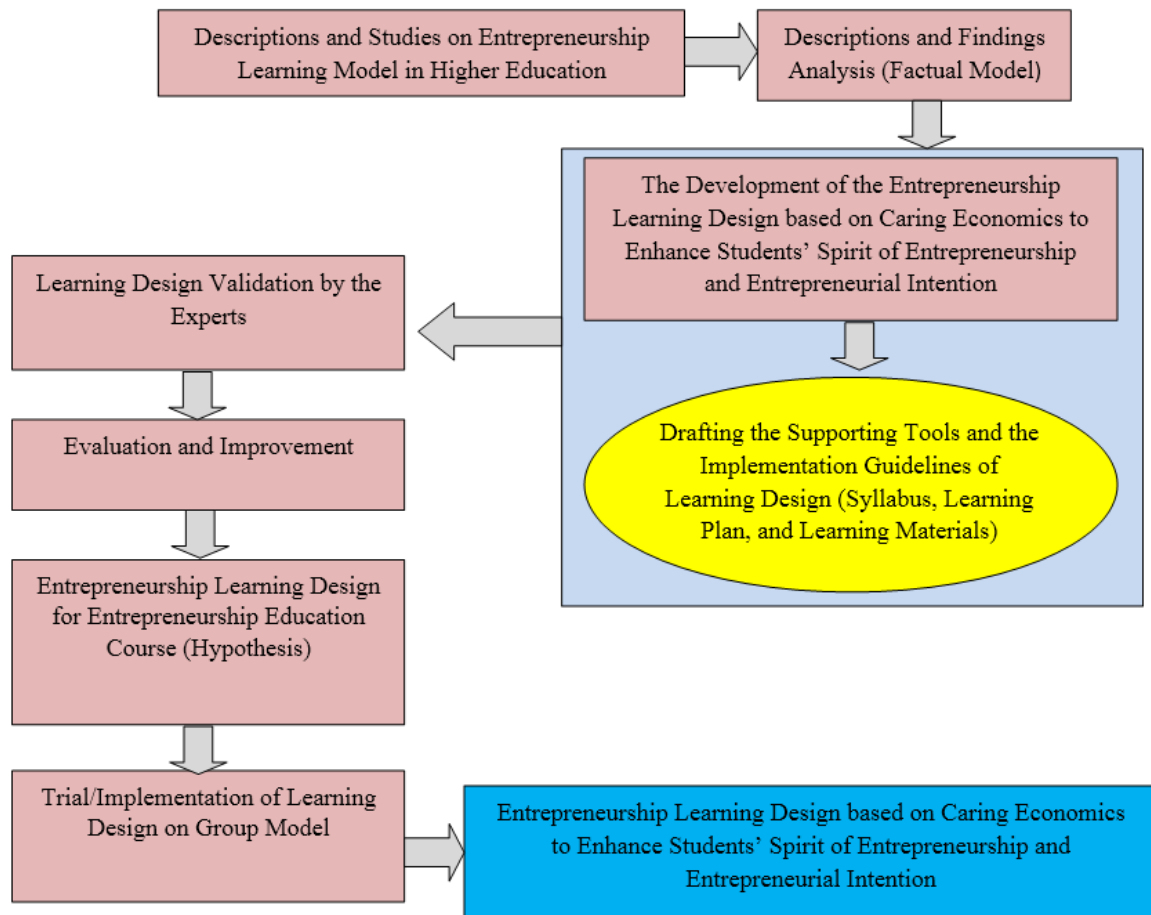 Descriptions and Studies on Entrepreneurship
Learning Model in Higher Education
Descriptions and Findings
Analysis (Factual Model)
The Development of the Entrepreneurship
Learning Design based on Caring Economics to
Enhance Students’ Spirit of Entrepreneurship
and Entrepreneurial Intention
Drafting the Supporting Tools and the
Implementation Guidelines of
Learning Design (Syllabus, Learning
Plan, and Learning Materials)
Learning Design Validation by the
Experts
Evaluation and Improvement
Entrepreneurship Learning Design
for Entrepreneurship Education
Course (Hypothesis)
Trial/Implementation of Learning
Design on Group Model
Entrepreneurship Learning Design based on Caring Economics
to Enhance Students’ Spirit of Entrepreneurship and
Entrepreneurial Intention